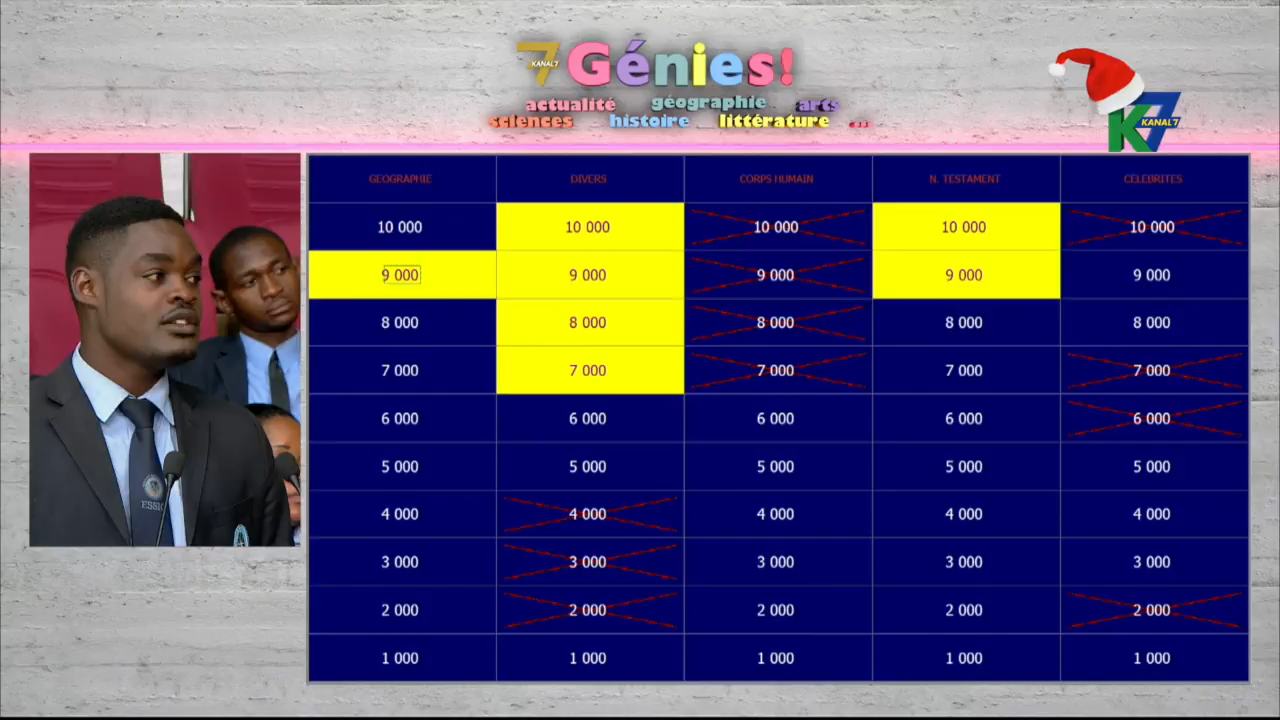 7 KANAL7 Génies!
actualité géographie arts
sciences histoire littérature ...
K7 KANAL7
GEOGRAPHIE DIVERS CORPS HUMAIN N. TESTAMENT CELEBRITES
10 000 10 000 10 000 10 000 10 000
9 000 9 000 9 000 9 000 9 000
8 000 8 000 8 000 8 000 8 000
7 000 7 000 7 000 7 000 7 000
6 000 6 000 6 000 6 000 6 000
5 000 5 000 5 000 5 000 5 000
4 000 4 000 4 000 4 000 4 000
3 000 3 000 3 000 3 000 3 000
2 000 2 000 2 000 2 000 2 000
1 000 1 000 1 000 1 000 1 000